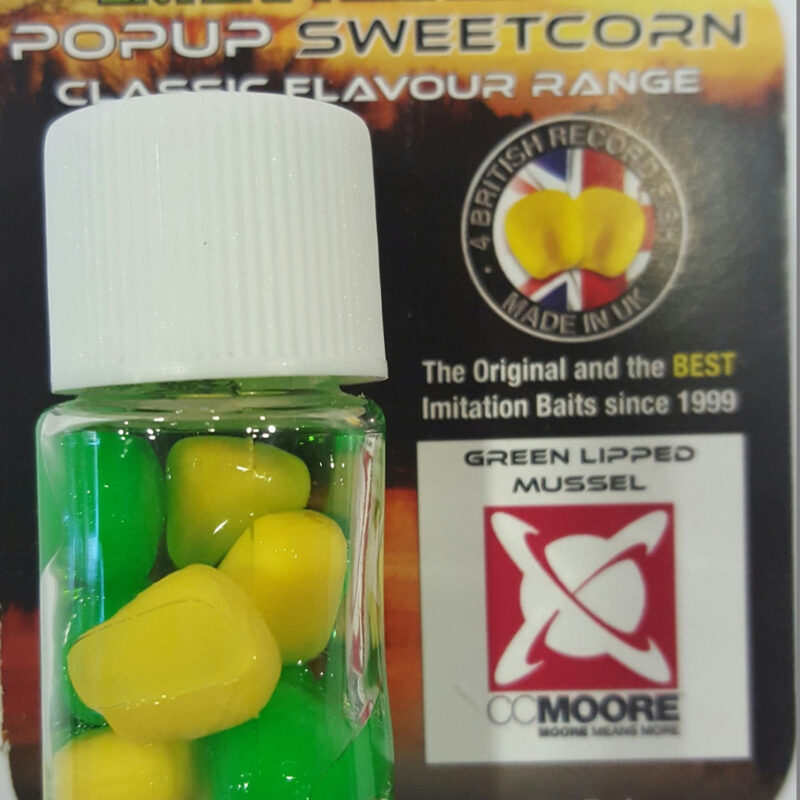 POPUP SWEETCORN
CLASSIC FLAVOUR RANGE
4 BRITISH RECORD
MADE IN UK
The Original and the BEST
Imitation Baits since 1999
GREEN LIPPED
MUSSEL
CCMOORE
MOORE MEANS MORE